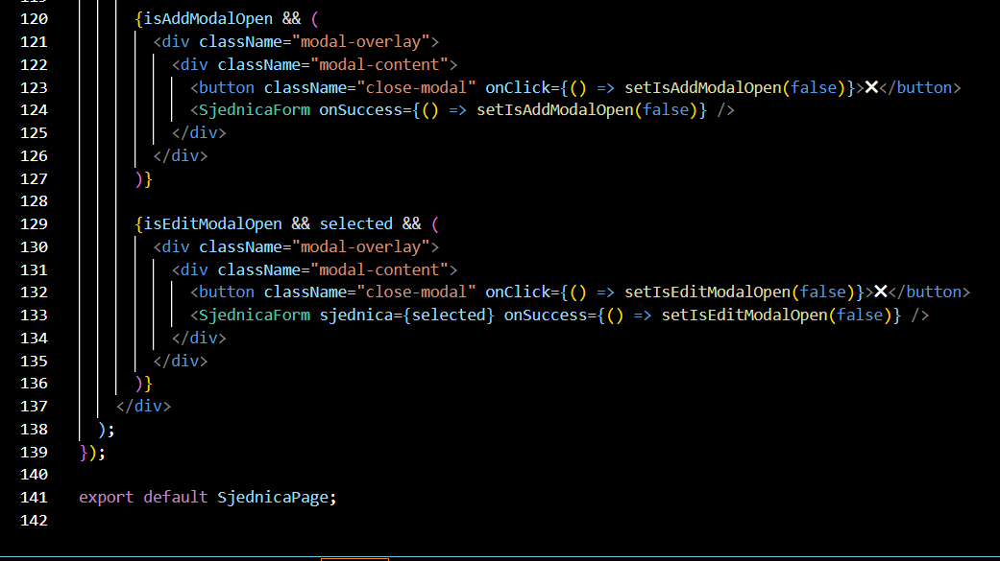 120 {isAddModalOpen && (
121 <div className="modal-overlay">
122 <div className="modal-content">
123 <button className="close-modal" onClick={() => setIsAddModalOpen(false)}>❌</button>
124 <SjednicaForm onSuccess={() => setIsAddModalOpen(false)} />
125 </div>
126 </div>
127 )}
128
129 {isEditModalOpen && selected && (
130 <div className="modal-overlay">
131 <div className="modal-content">
132 <button className="close-modal" onClick={() => setIsEditModalOpen(false)}>❌</button>
133 <SjednicaForm sjednica={selected} onSuccess={() => setIsEditModalOpen(false)} />
134 </div>
135 </div>
136 )}
137 </div>
138 );
139 });
140
141 export default SjednicaPage;
142